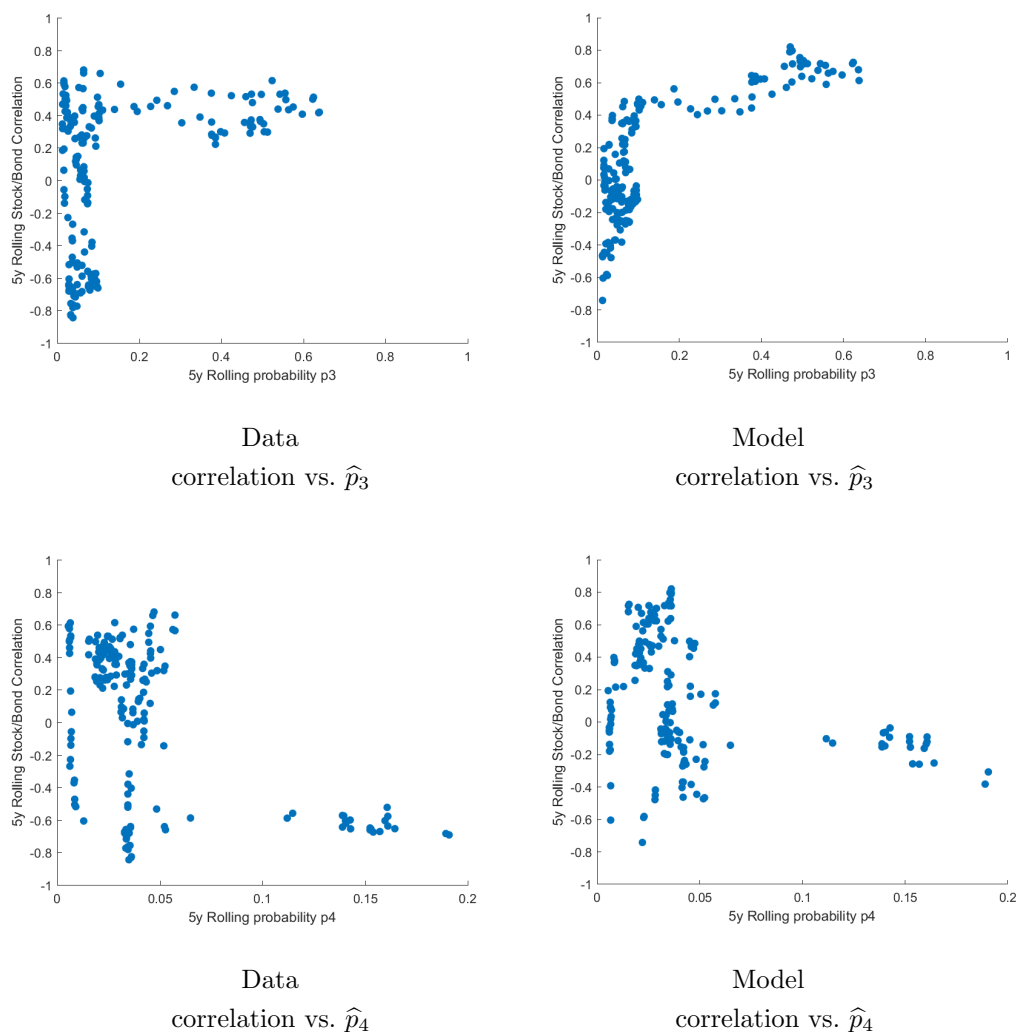 1
0.8
0.6
0.4
0.2
0
-0.2
-0.4
-0.6
-0.8
-1
5y Rolling Stock/Bond Correlation
0 0.2 0.4 0.6 0.8 1
5y Rolling probability p3
1
0.8
0.6
0.4
0.2
0
-0.2
-0.4
-0.6
-0.8
-1
5y Rolling Stock/Bond Correlation
0 0.2 0.4 0.6 0.8 1
5y Rolling probability p3
Data
correlation vs. p̂₃
Model
correlation vs. p̂₃
1
0.8
0.6
0.4
0.2
0
-0.2
-0.4
-0.6
-0.8
-1
5y Rolling Stock/Bond Correlation
0 0.05 0.1 0.15 0.2
5y Rolling probability p4
1
0.8
0.6
0.4
0.2
0
-0.2
-0.4
-0.6
-0.8
-1
5y Rolling Stock/Bond Correlation
0 0.05 0.1 0.15 0.2
5y Rolling probability p4
Data
correlation vs. p̂₄
Model
correlation vs. p̂₄